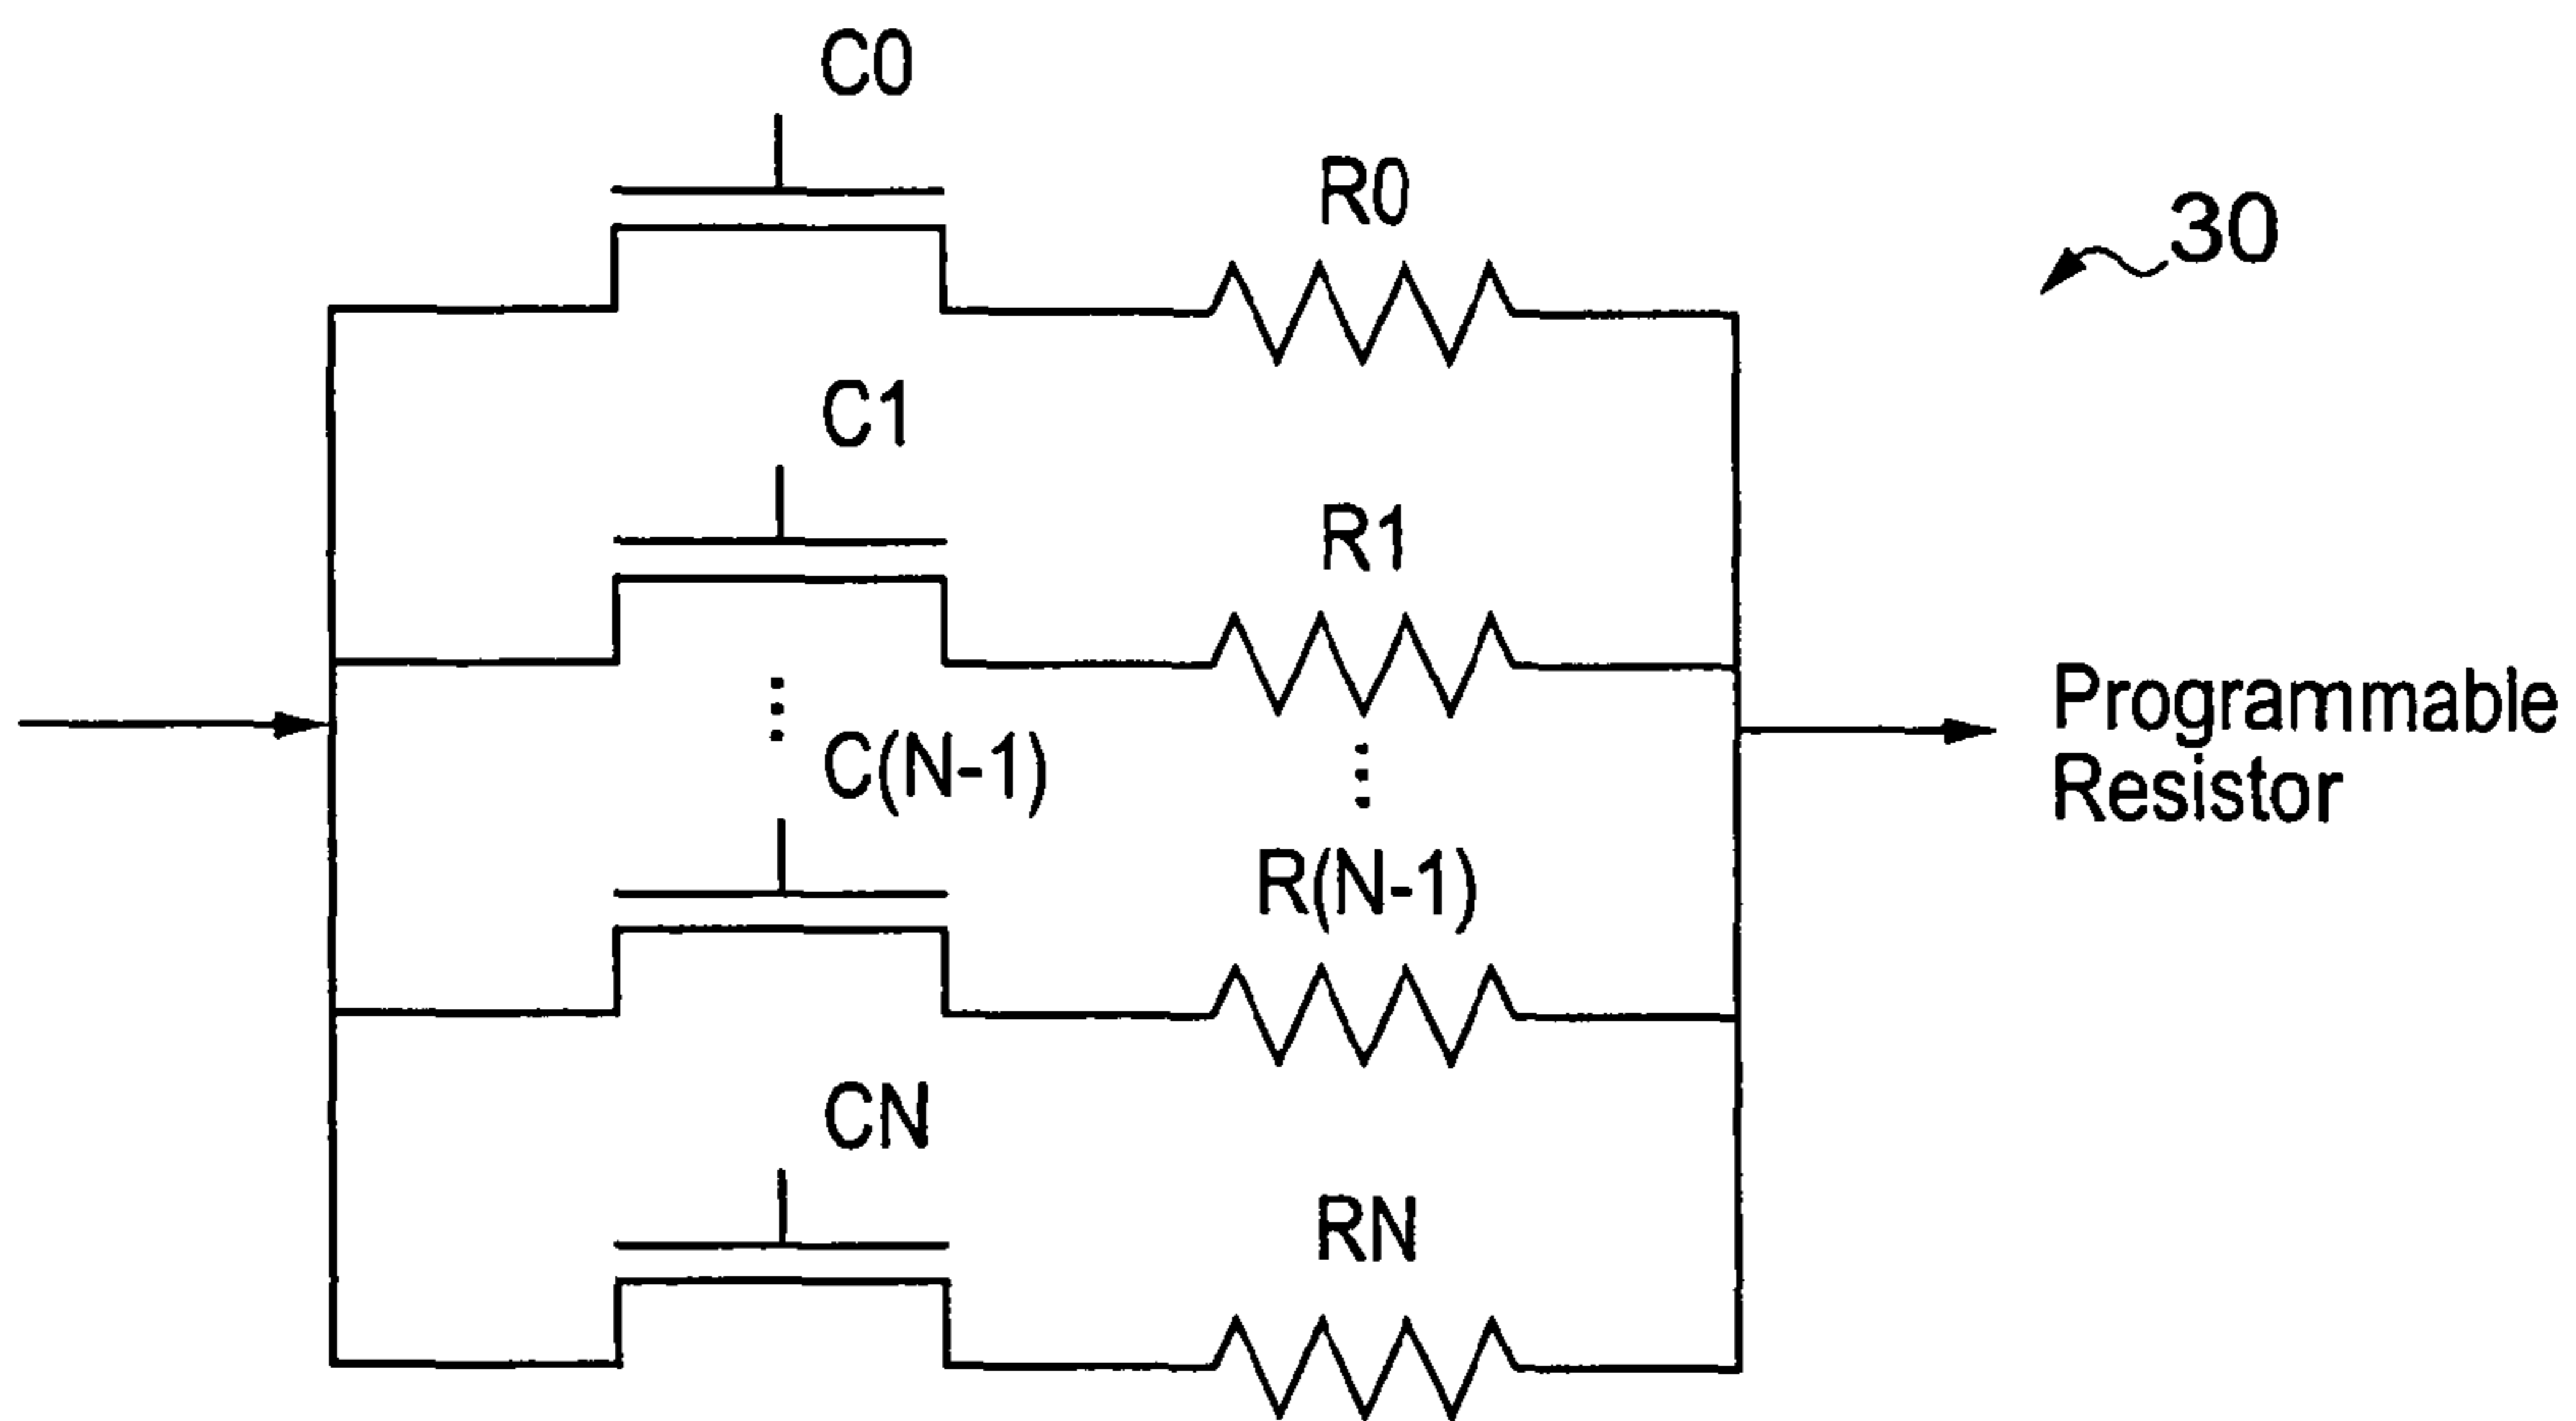 C0
R0
30
C1
R1
Programmable
Resistor
C(N-1)
R(N-1)
CN
RN